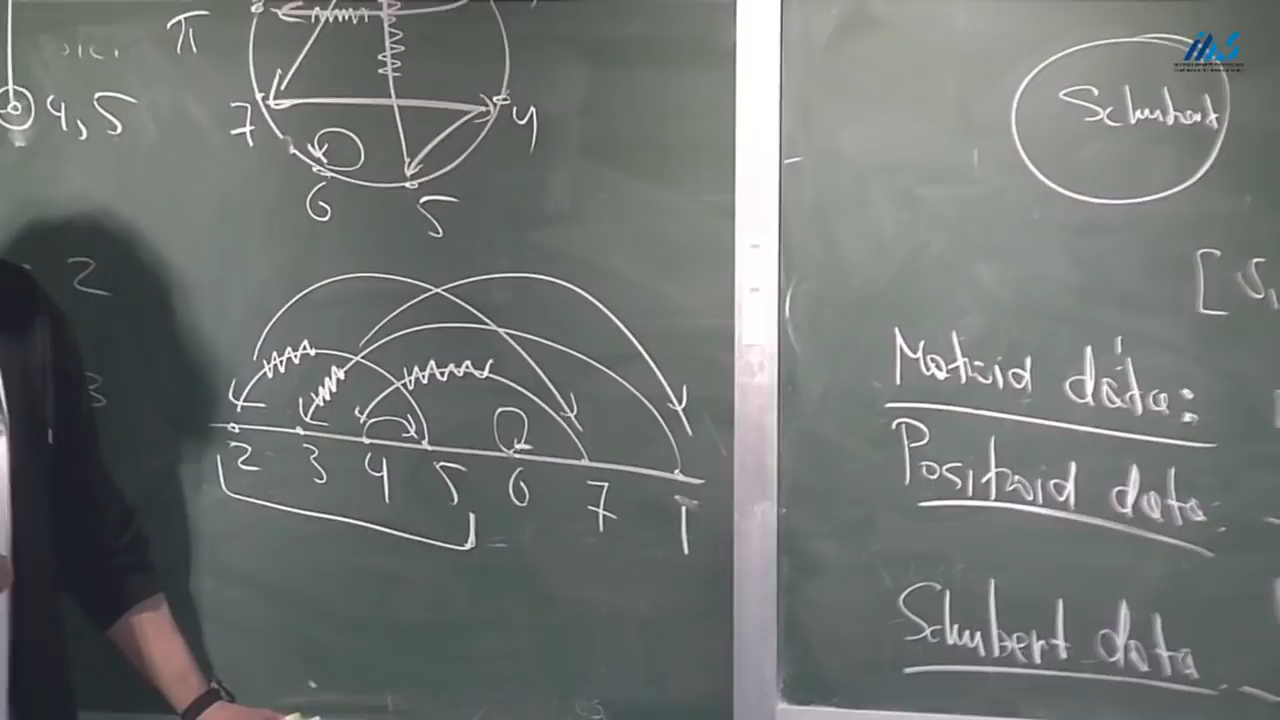 π
4,5
7
4
6
5
2
3
2 3 4 5 6 7 1
Schubert
[
Matroid data:
Positroid data:
Schubert data